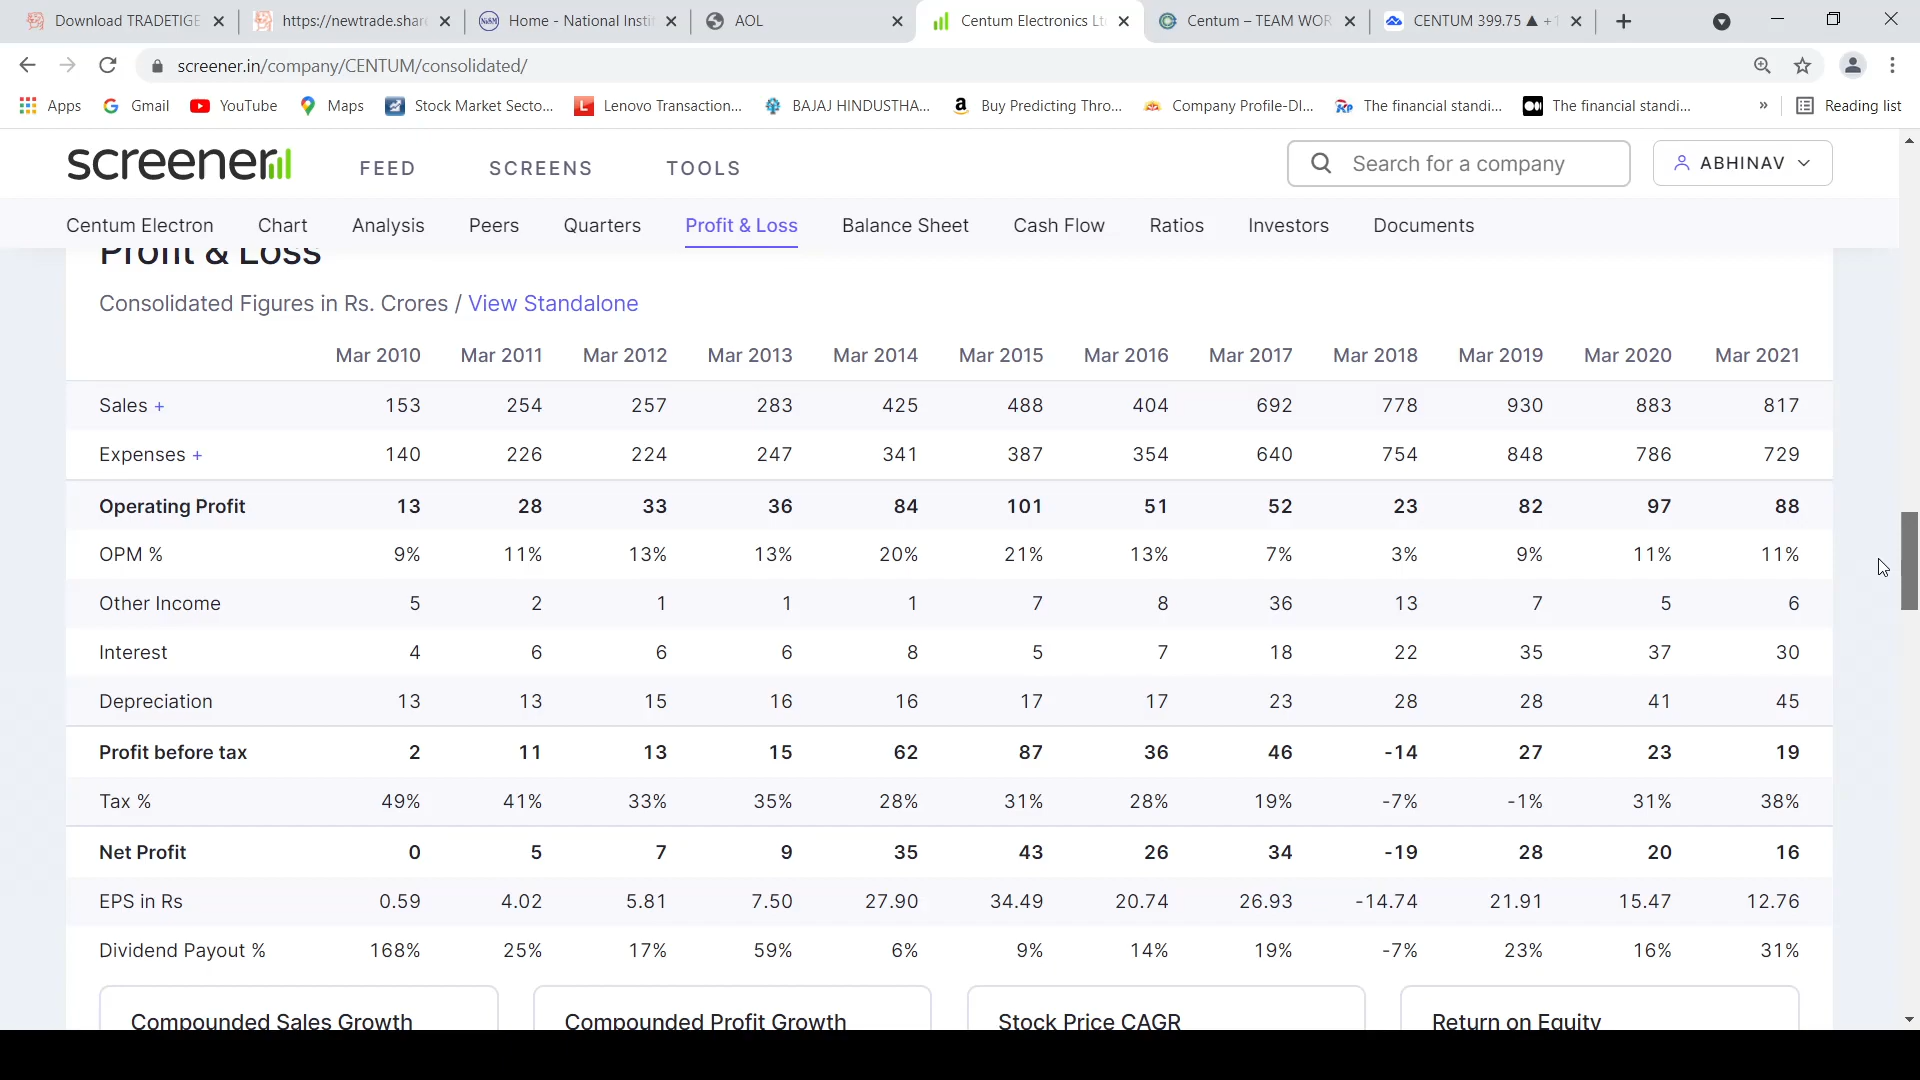 Download TRADETIGE
https://newtrade.shar
Home - National Instit
AOL
Centum Electronics Lt
Centum – TEAM WOR
CENTUM 399.75 ▲ +1
screener.in/company/CENTUM/consolidated/
Apps
Gmail
YouTube
Maps
Stock Market Secto...
Lenovo Transaction...
BAJAJ HINDUSTHA...
Buy Predicting Thro...
Company Profile-DI...
The financial standi...
The financial standi...
»
Reading list
screener
FEED
SCREENS
TOOLS
Search for a company
ABHINAV
Centum Electron Chart Analysis Peers Quarters Profit & Loss Balance Sheet Cash Flow Ratios Investors Documents
Profit & Loss
Consolidated Figures in Rs. Crores / View Standalone
Mar 2010 Mar 2011 Mar 2012 Mar 2013 Mar 2014 Mar 2015 Mar 2016 Mar 2017 Mar 2018 Mar 2019 Mar 2020 Mar 2021
Sales + 153 254 257 283 425 488 404 692 778 930 883 817
Expenses + 140 226 224 247 341 387 354 640 754 848 786 729
Operating Profit 13 28 33 36 84 101 51 52 23 82 97 88
OPM % 9% 11% 13% 13% 20% 21% 13% 7% 3% 9% 11% 11%
Other Income 5 2 1 1 1 7 8 36 13 7 5 6
Interest 4 6 6 6 8 5 7 18 22 35 37 30
Depreciation 13 13 15 16 16 17 17 23 28 28 41 45
Profit before tax 2 11 13 15 62 87 36 46 -14 27 23 19
Tax % 49% 41% 33% 35% 28% 31% 28% 19% -7% -1% 31% 38%
Net Profit 0 5 7 9 35 43 26 34 -19 28 20 16
EPS in Rs 0.59 4.02 5.81 7.50 27.90 34.49 20.74 26.93 -14.74 21.91 15.47 12.76
Dividend Payout % 168% 25% 17% 59% 6% 9% 14% 19% -7% 23% 16% 31%
Compounded Sales Growth
Compounded Profit Growth
Stock Price CAGR
Return on Equity